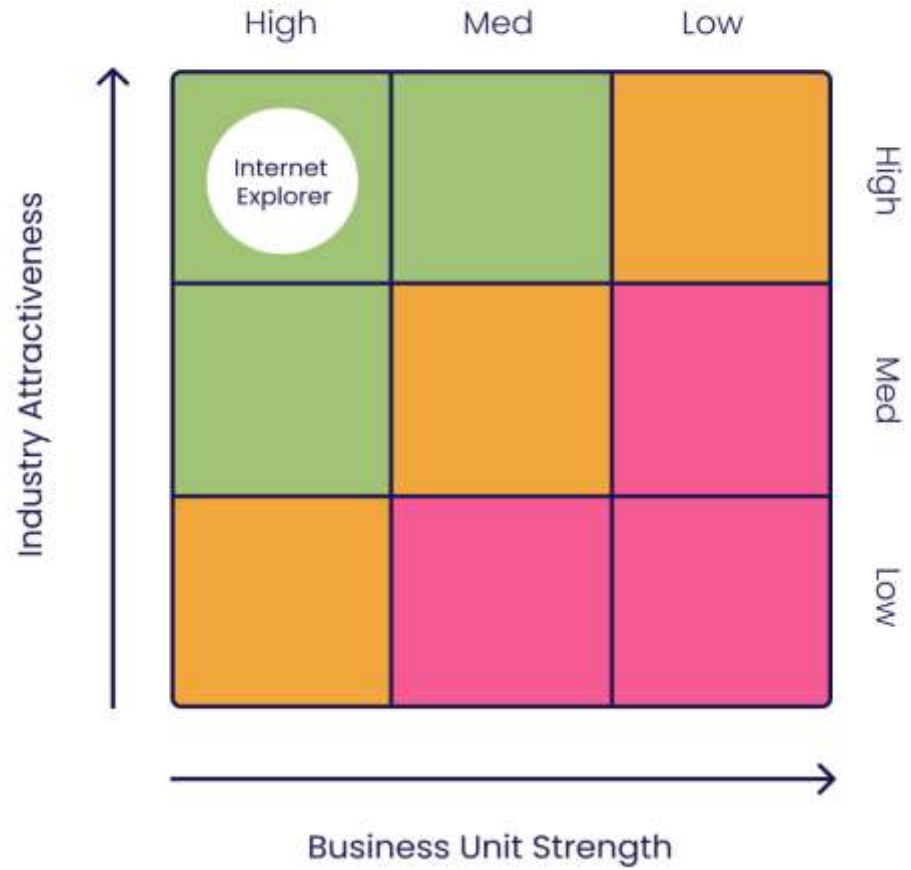 High
Med
Low
Industry Attractiveness
Internet
Explorer
High
Med
Low
Business Unit Strength